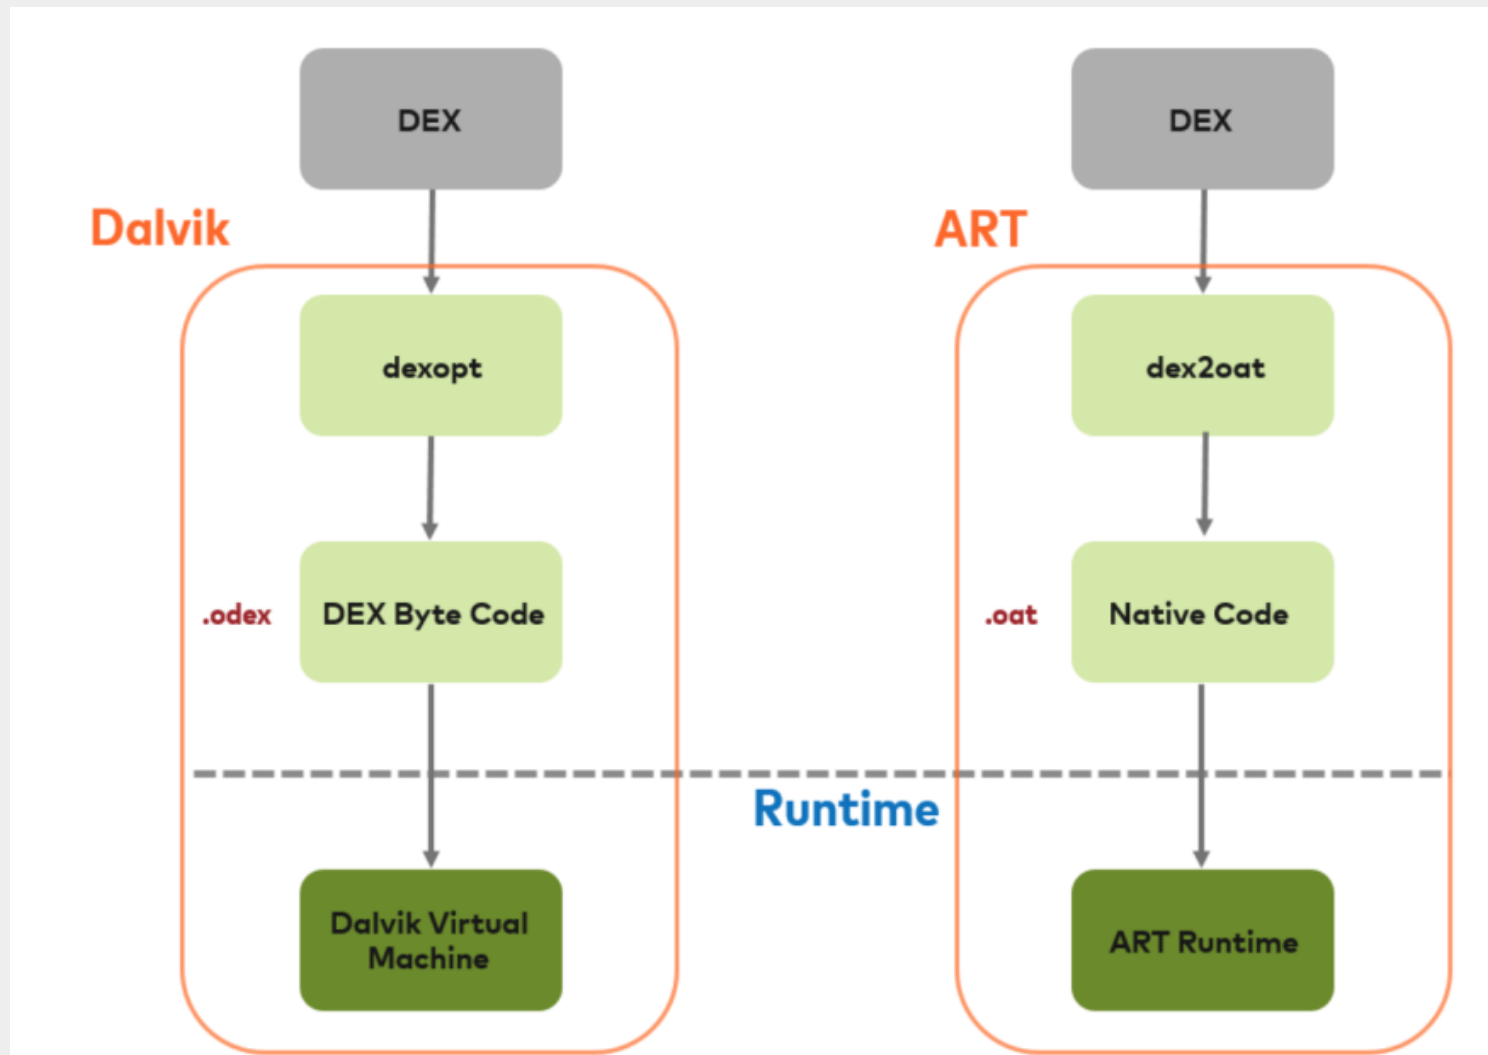 DEX
DEX
Dalvik
ART
dexopt
dex2oat
.odex
DEX Byte Code
.oat
Native Code
Runtime
Dalvik Virtual
Machine
ART Runtime